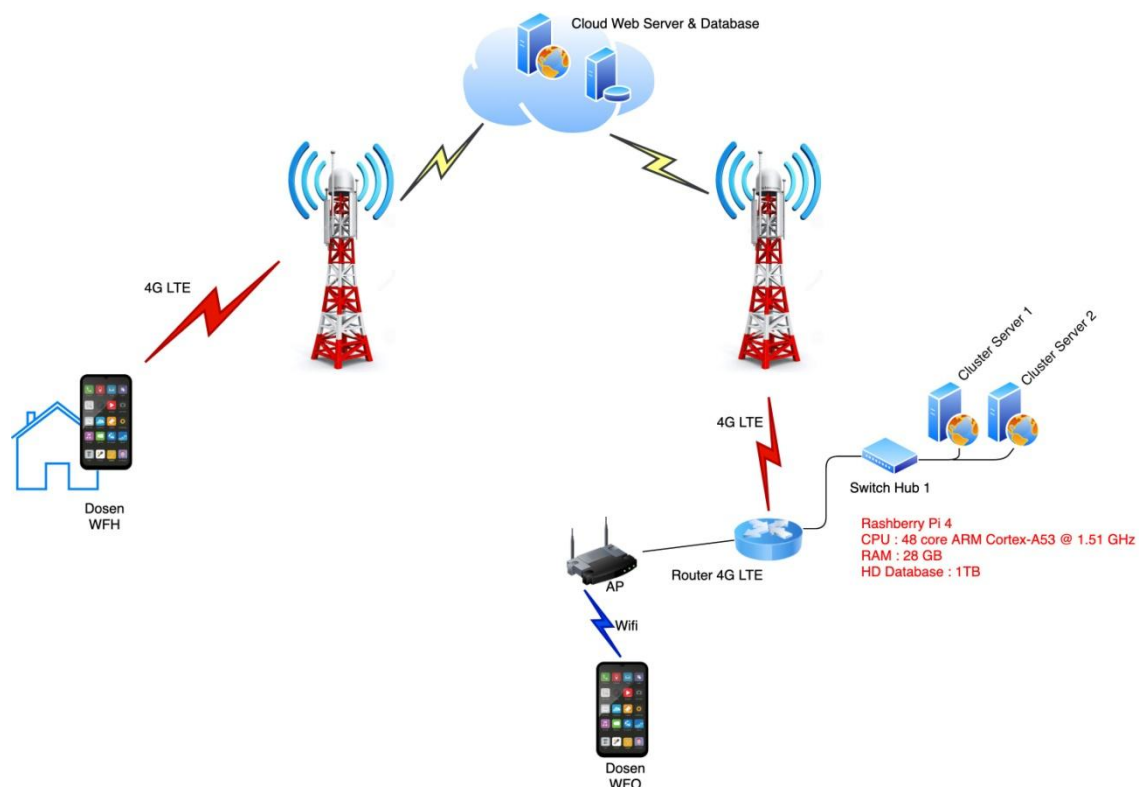 Cloud Web Server & Database
4G LTE
Dosen
WFH
4G LTE
Cluster Server 1
Cluster Server 2
Switch Hub 1
Rashberry Pi 4
CPU : 48 core ARM Cortex-A53 @ 1.51 GHz
RAM : 28 GB
HD Database : 1TB
Router 4G LTE
AP
Wifi
Dosen
WFO